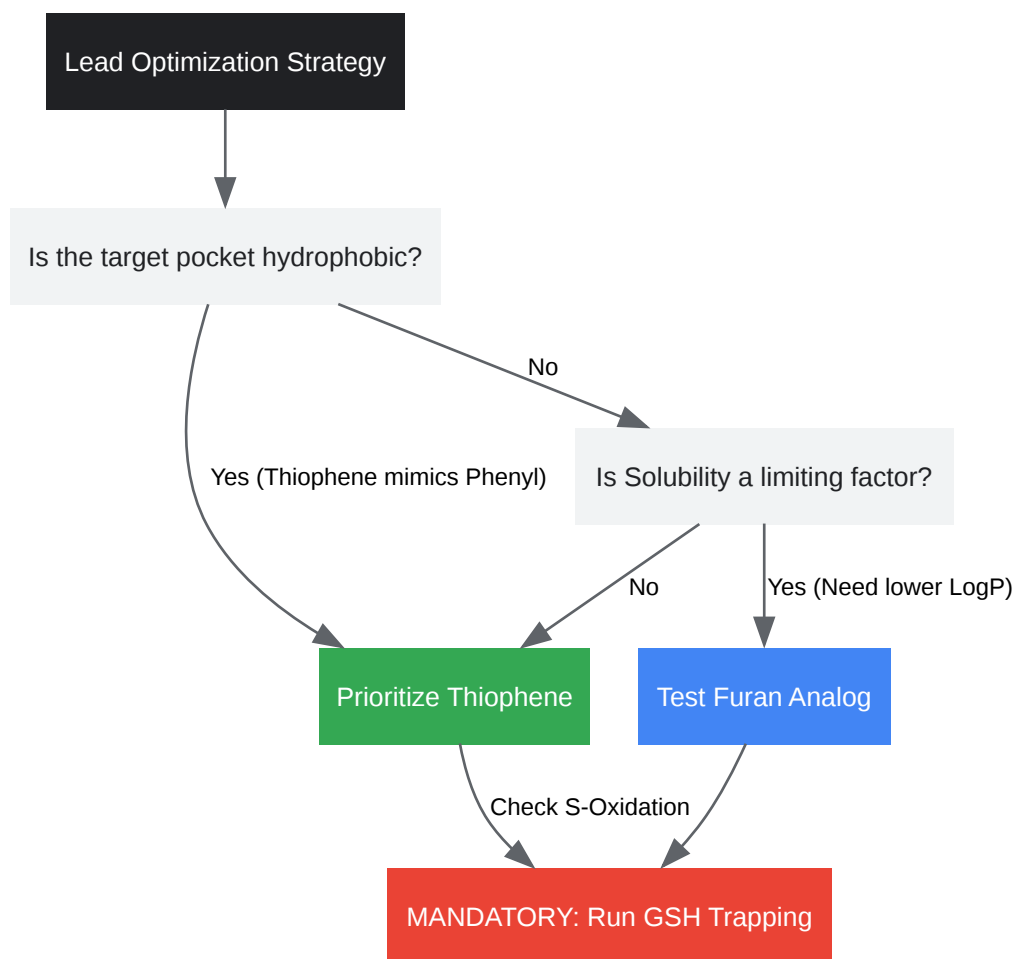 Lead Optimization Strategy
Is the target pocket hydrophobic?
No
Yes (Thiophene mimics Phenyl)
Is Solubility a limiting factor?
No
Yes (Need lower LogP)
Prioritize Thiophene
Test Furan Analog
Check S-Oxidation
MANDATORY: Run GSH Trapping